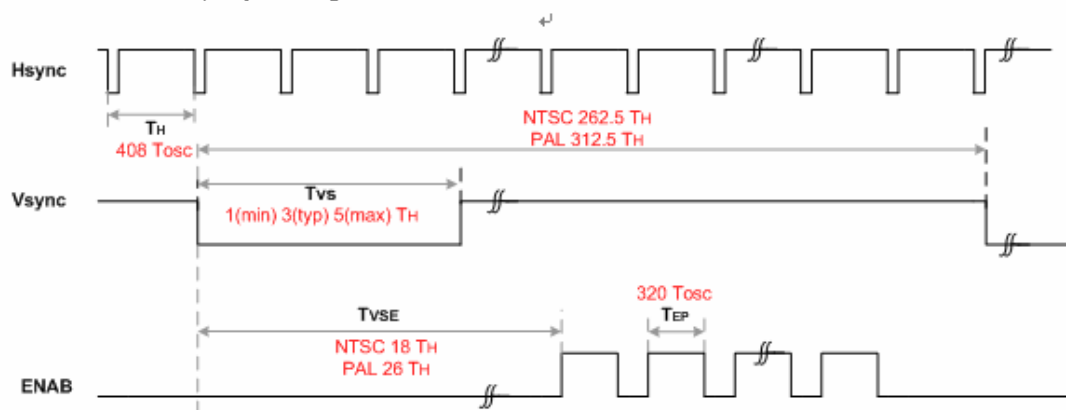 Hsync
TH
408 Tosc
NTSC 262.5 TH
PAL 312.5 TH
Vsync
Tvs
1(min) 3(typ) 5(max) TH
TVSE
NTSC 18 TH
PAL 26 TH
320 Tosc
TEP
ENAB